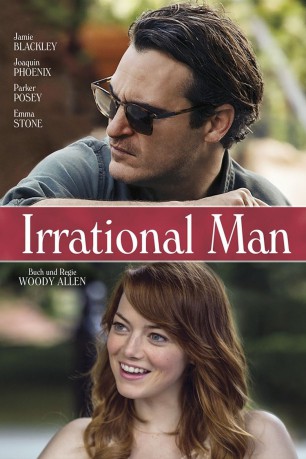 Jamie
BLACKLEY
Joaquin
PHOENIX
Parker
POSEY
Emma
STONE
Irrational Man
Buch und Regie
WOODY ALLEN